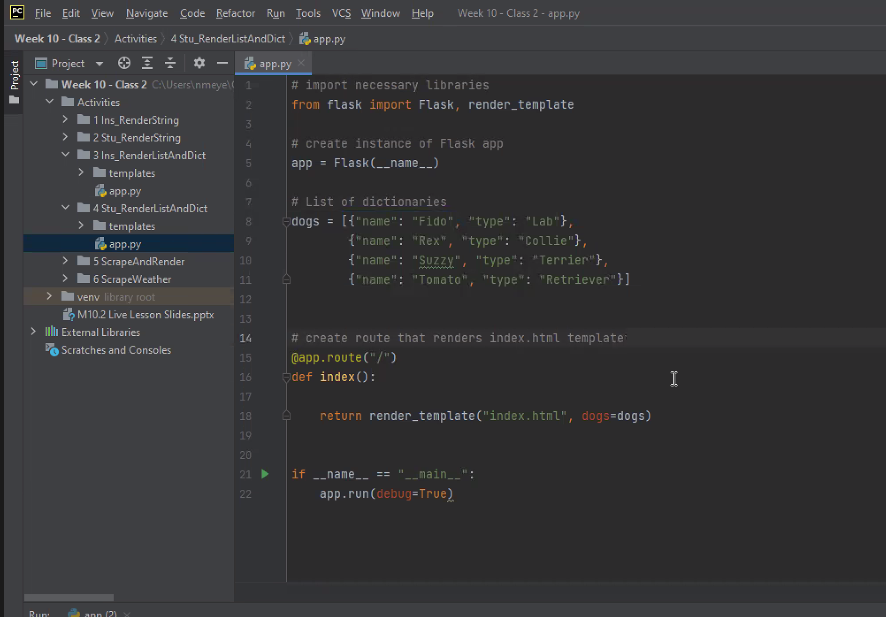 PC File Edit View Navigate Code Refactor Run Tools VCS Window Help Week 10 - Class 2 - app.py
Week 10 - Class 2 Activities 4 Stu_RenderListAndDict app.py
Project
Project
Week 10 - Class 2 C:\Users\nmeye\
Activities
1 Ins_RenderString
2 Stu_RenderString
3 Ins_RenderListAndDict
templates
app.py
4 Stu_RenderListAndDict
templates
app.py
5 ScrapeAndRender
6 ScrapeWeather
venv library root
M10.2 Live Lesson Slides.pptx
External Libraries
Scratches and Consoles
app.py
1 # import necessary libraries
2 from flask import Flask, render_template
3
4 # create instance of Flask app
5 app = Flask(__name__)
6
7 # List of dictionaries
8 dogs = [{"name": "Fido", "type": "Lab"},
9 {"name": "Rex", "type": "Collie"},
10 {"name": "Suzzy", "type": "Terrier"},
11 {"name": "Tomato", "type": "Retriever"}]
12
13
14 # create route that renders index.html template
15 @app.route("/")
16 def index():
17
18 return render_template("index.html", dogs=dogs)
19
20
21 if __name__ == "__main__":
22 app.run(debug=True)
Run: app (2)